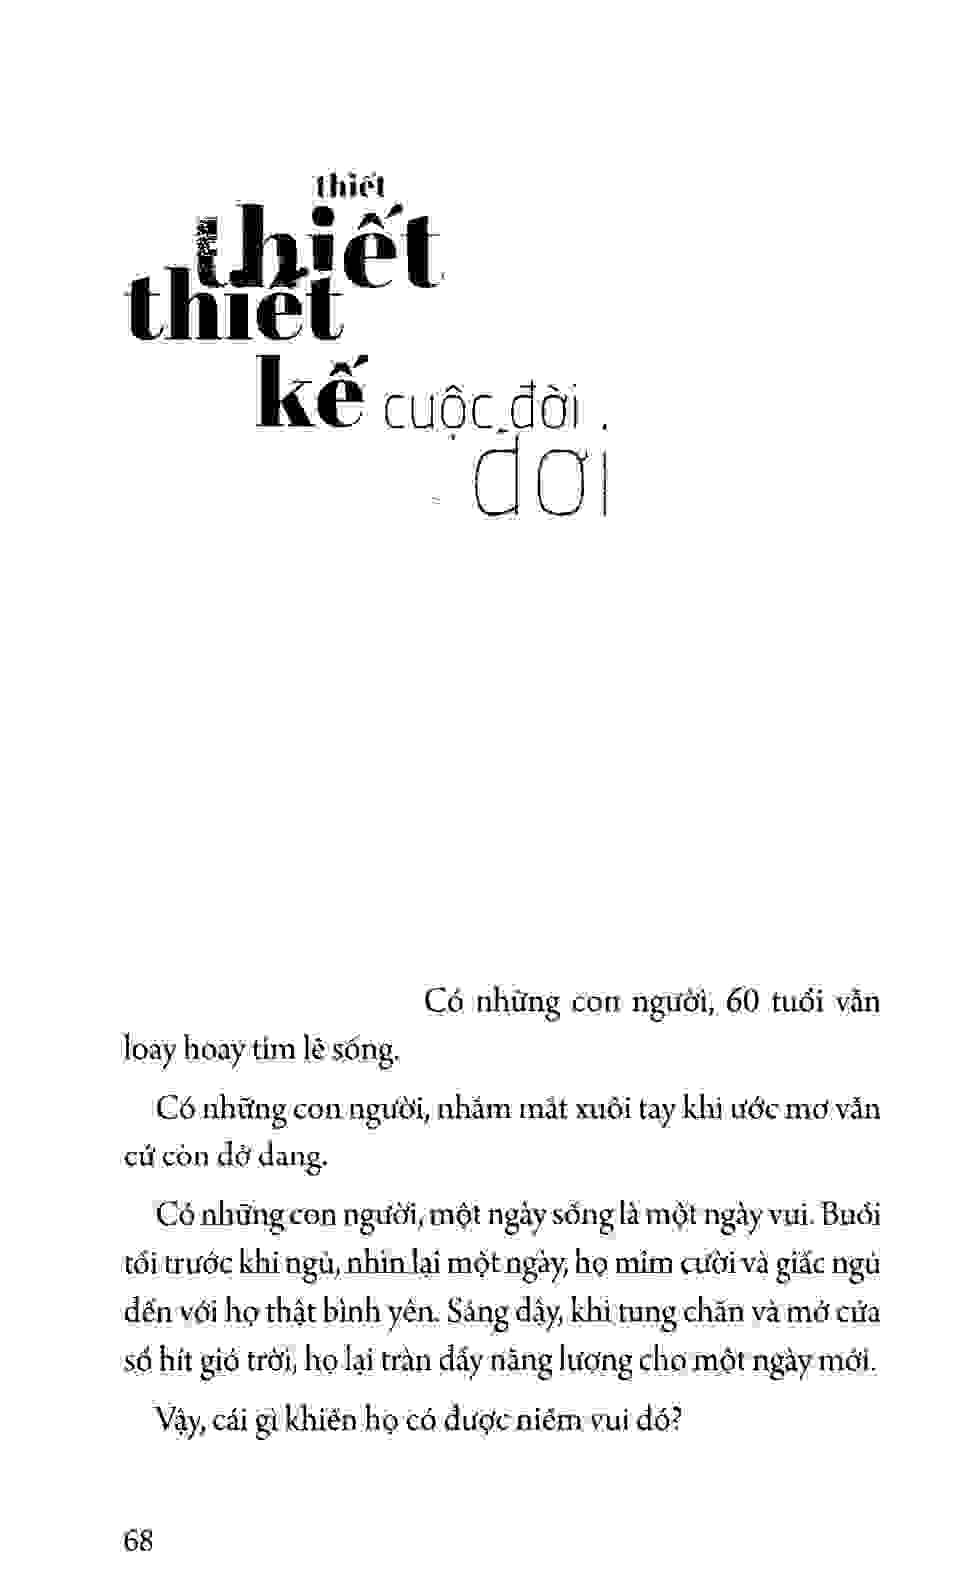 thiết
thiết
thiết
kế cuộc đời
đời
Có những con người, 60 tuổi vẫn
loay hoay tìm lẽ sống.
Có những con người, nhắm mắt xuôi tay khi ước mơ vẫn
cứ còn dở dang.
Có những con người, một ngày sống là một ngày vui. Buổi
tối trước khi ngủ, nhìn lại một ngày, họ mỉm cười và giấc ngủ
đến với họ thật bình yên. Sáng dậy, khi tung chăn và mở cửa
sổ hít gió trời, họ lại tràn đầy năng lượng cho một ngày mới.
Vậy, cái gì khiến họ có được niềm vui đó?
68